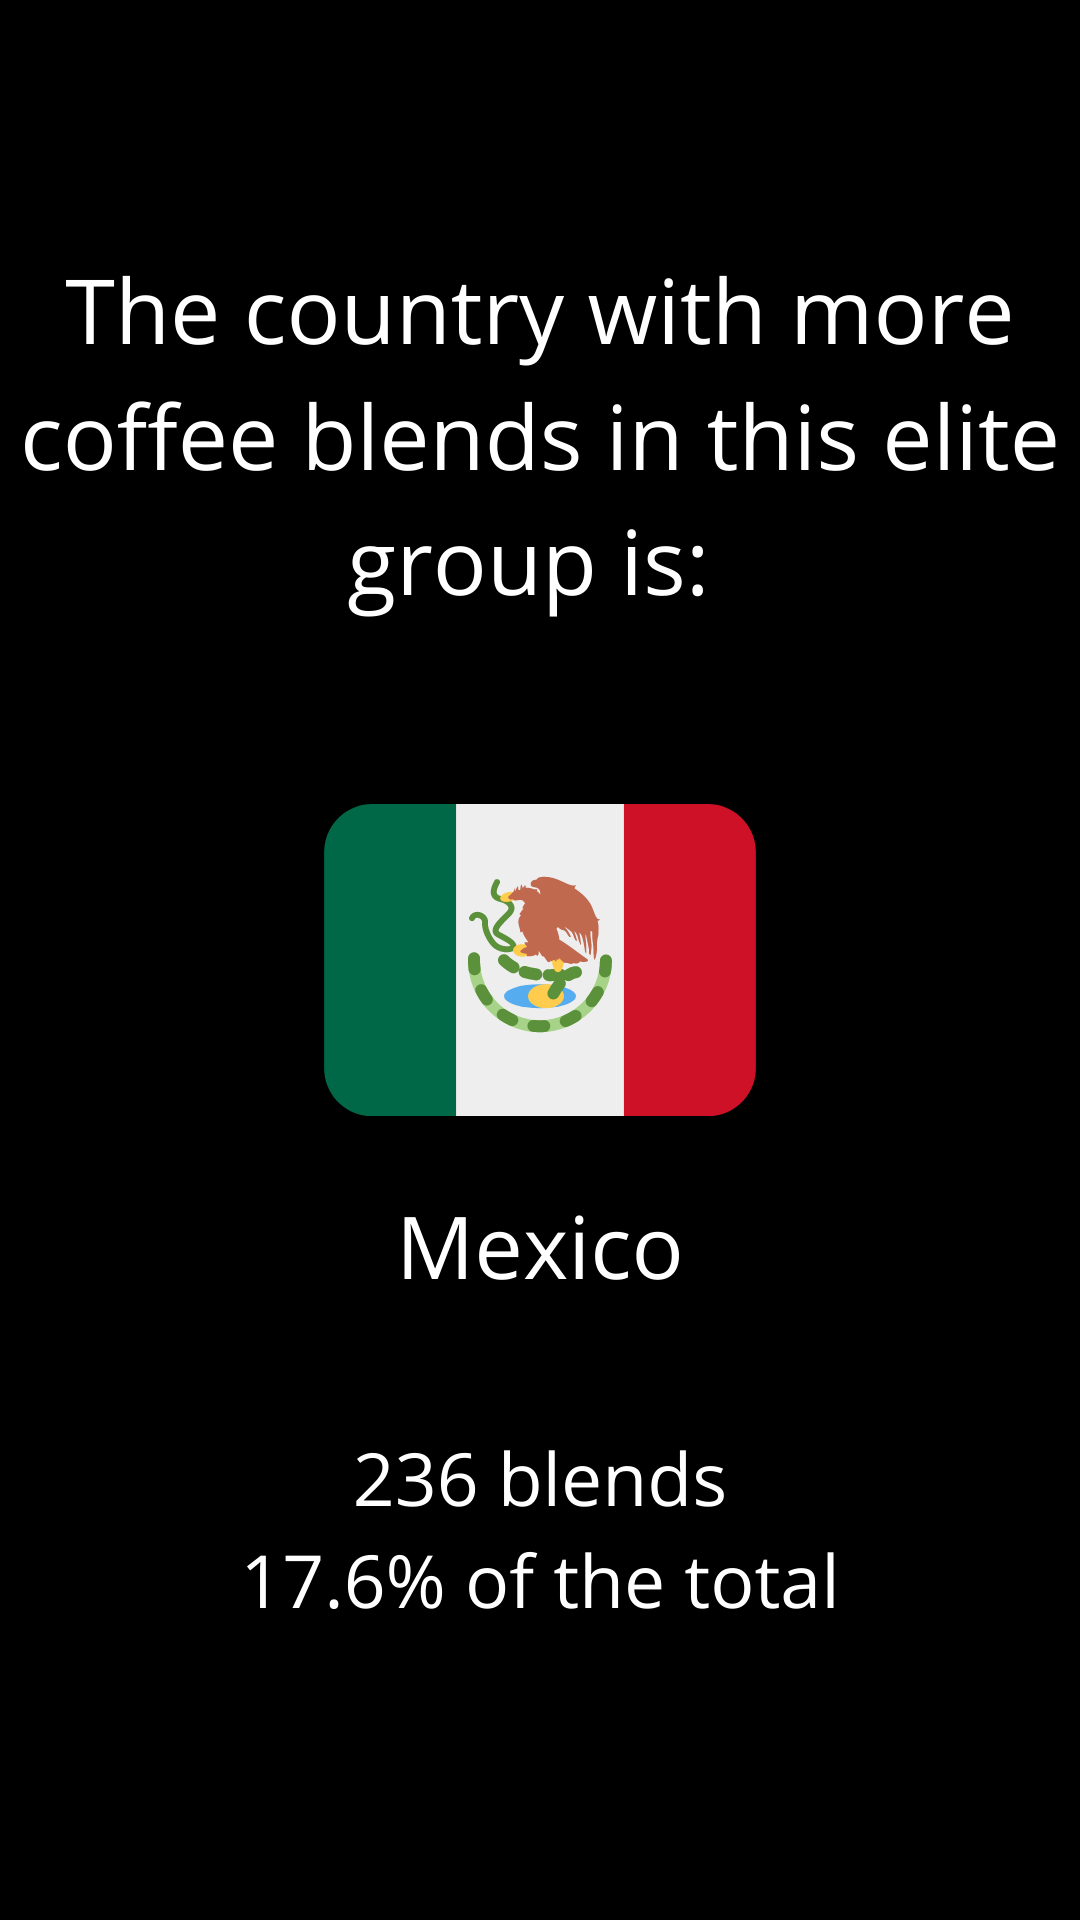 The country with more
coffee blends in this elite
group is:
Mexico
236 blends
17.6% of the total